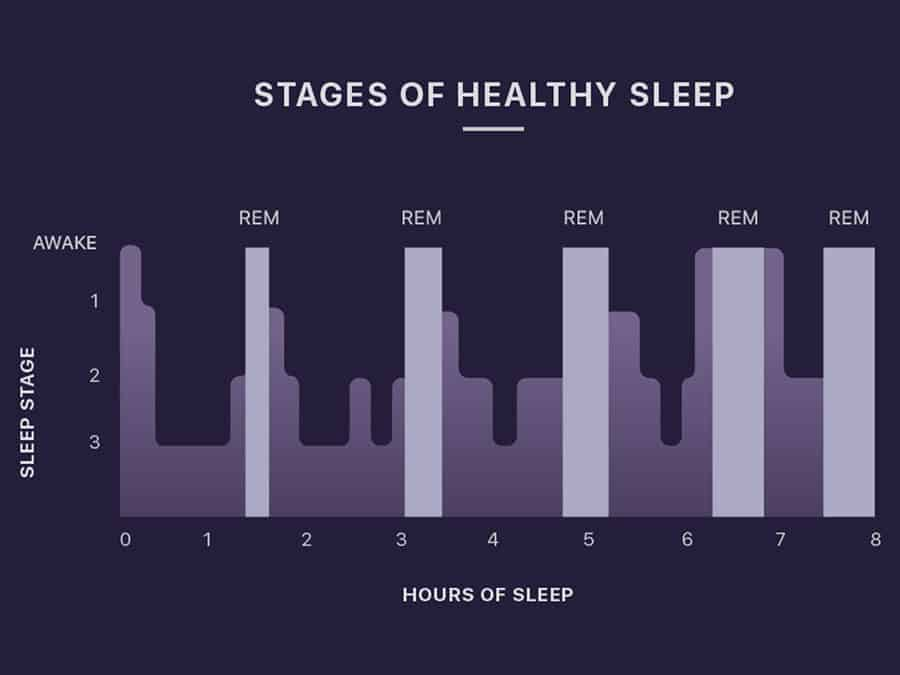 STAGES OF HEALTHY SLEEP
REM REM REM REM REM
AWAKE
1
2
3
SLEEP STAGE
0 1 2 3 4 5 6 7 8
HOURS OF SLEEP